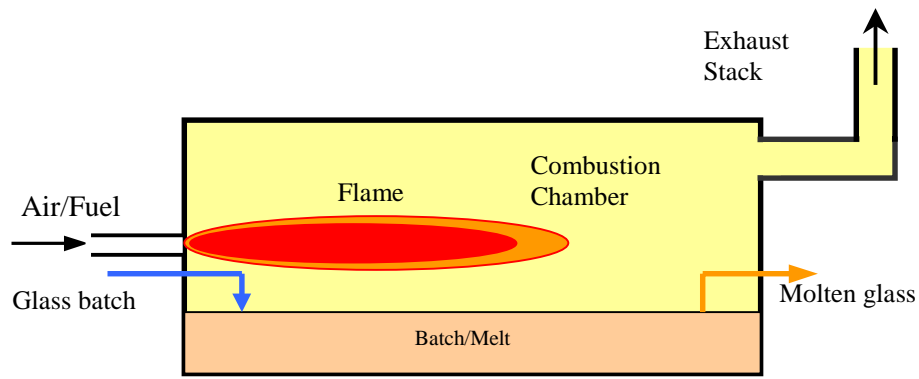 Exhaust
Stack
Combustion
Chamber
Flame
Air/Fuel
Glass batch
Molten glass
Batch/Melt